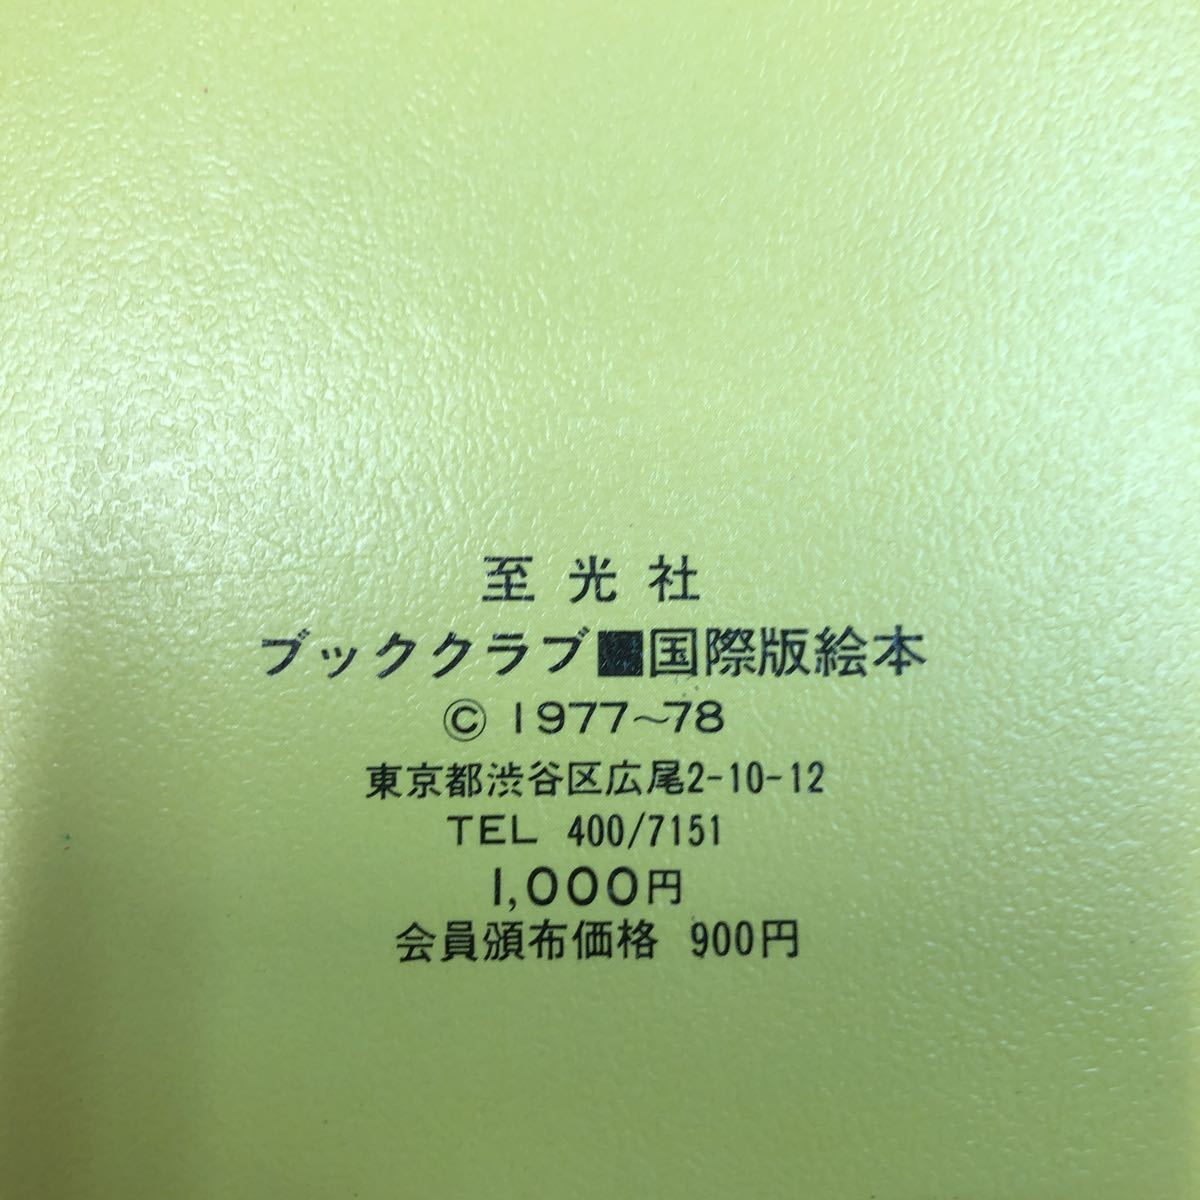 至光社
ブッククラブ■国際版絵本
© 1977〜78
東京都渋谷区広尾2-10-12
TEL 400/7151
1,000円
会員頒布価格 900円